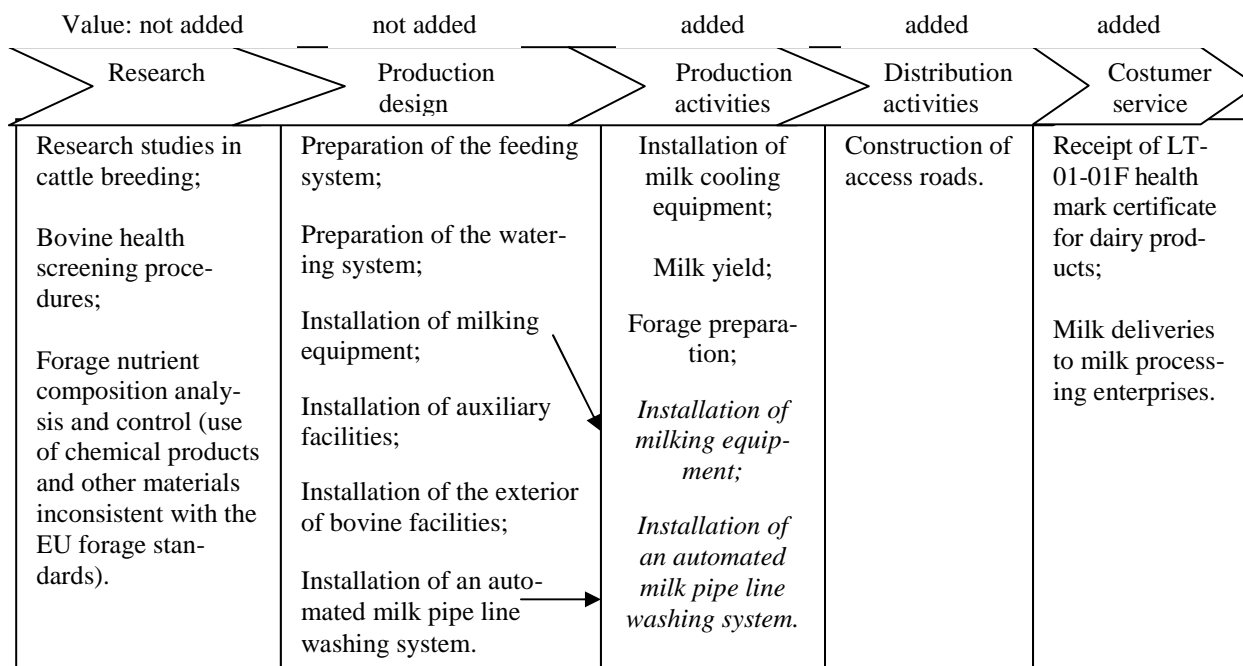 Value: not added
not added
added
added
added
Research
Production
design
Production
activities
Distribution
activities
Costumer
service
Research studies in
cattle breeding;
Bovine health
screening proce-
dures;
Forage nutrient
composition analy-
sis and control (use
of chemical products
and other materials
inconsistent with the
EU forage stan-
dards).
Preparation of the feeding
system;
Preparation of the water-
ing system;
Installation of milking
equipment;
Installation of auxiliary
facilities;
Installation of the exterior
of bovine facilities;
Installation of an auto-
mated milk pipe line
washing system.
Installation of
milk cooling
equipment;
Milk yield;
Forage prepara-
tion;
Installation of
milking equip-
ment;
Installation of
an automated
milk pipe line
washing system.
Construction of
access roads.
Receipt of LT-
01-01F health
mark certificate
for dairy prod-
ucts;
Milk deliveries
to milk process-
ing enterprises.